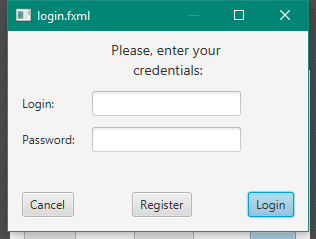 login.fxml
Please, enter your
credentials:
Login:
Password:
Cancel Register Login